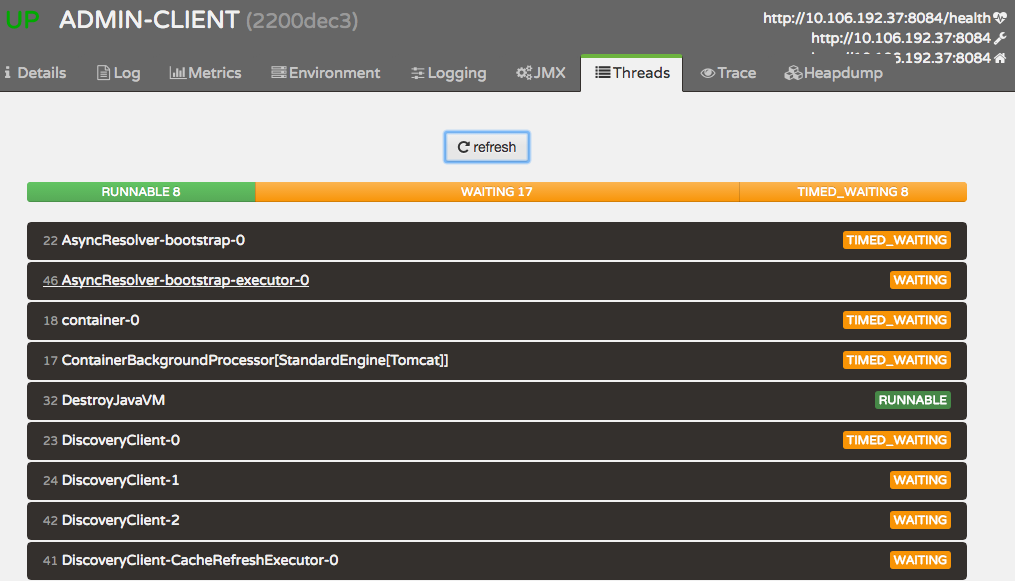 UP ADMIN-CLIENT (2200dec3)
http://10.106.192.37:8084/health
http://10.106.192.37:8084
5.192.37:8084
Details Log Metrics Environment Logging JMX Threads Trace Heapdump
refresh
RUNNABLE 8 WAITING 17 TIMED_WAITING 8
22 AsyncResolver-bootstrap-0 TIMED_WAITING
46 AsyncResolver-bootstrap-executor-0 WAITING
18 container-0 TIMED_WAITING
17 ContainerBackgroundProcessor[StandardEngine[Tomcat]] TIMED_WAITING
32 DestroyJavaVM RUNNABLE
23 DiscoveryClient-0 TIMED_WAITING
24 DiscoveryClient-1 WAITING
42 DiscoveryClient-2 WAITING
41 DiscoveryClient-CacheRefreshExecutor-0 WAITING